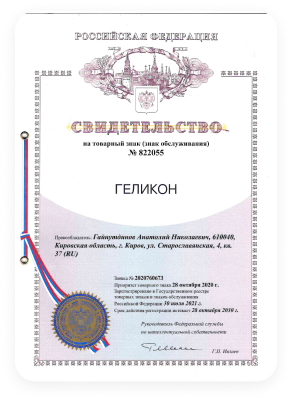 РОССИЙСКАЯ ФЕДЕРАЦИЯ
СВИДЕТЕЛЬСТВО
на товарный знак (знак обслуживания)
№ 822055
ГЕЛИКОН
Правообладатель: Гайнутдинов Анатолий Николаевич, 610040,
Кировская область, г. Киров, ул. Старославянская, 4, кв.
37 (RU)
Заявка № 2020760673
Приоритет товарного знака 28 октября 2020 г.
Зарегистрировано в Государственном реестре
товарных знаков и знаков обслуживания
Российской Федерации 30 июля 2021 г.
Срок действия регистрации истекает 28 октября 2030 г.
Руководитель Федеральной службы
по интеллектуальной собственности
Г.П. Ивлиев